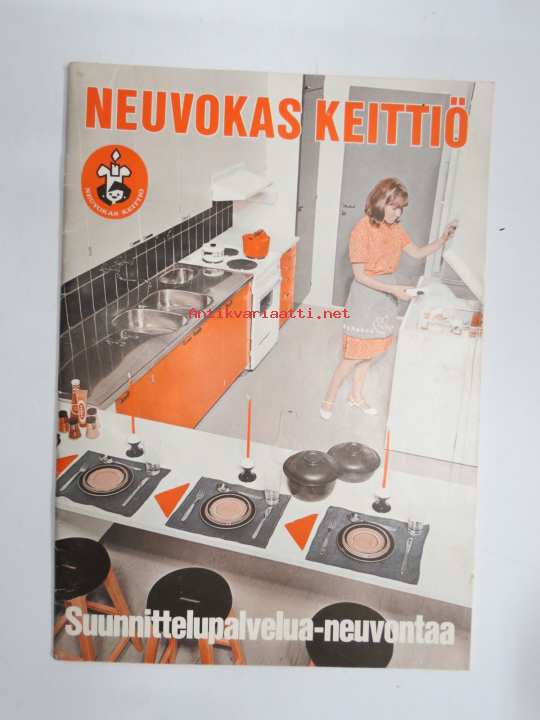 NEUVOKAS KEITTIÖ
NEUVOKAS KEITTIÖ
Antikvariaatti.net
Suunnittelupalvelua-neuvontaa